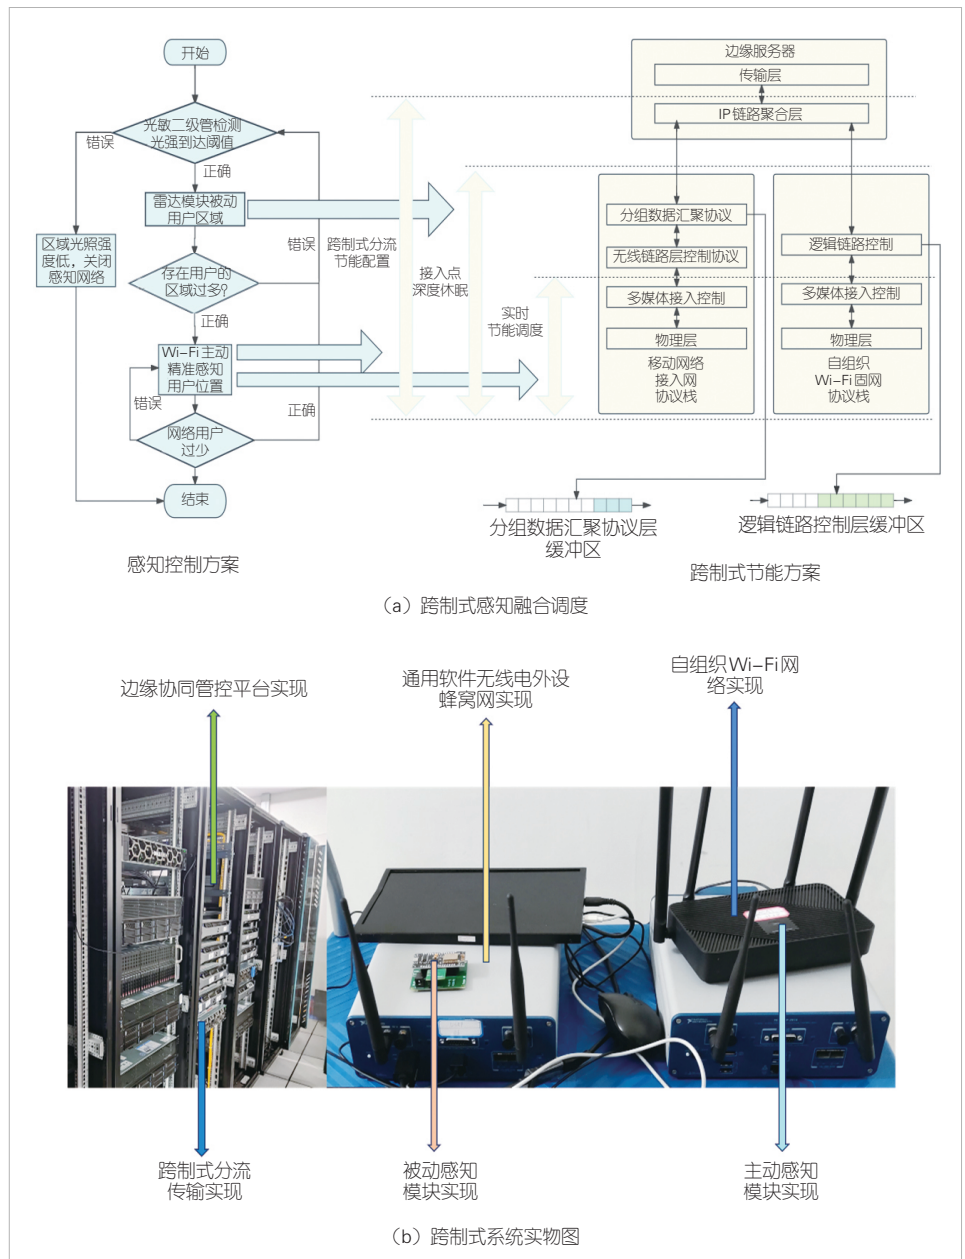 开始
光敏二级管检测
光强到达阈值
错误
正确
雷达模块被动
用户区域
区域光照强
度低，关闭
感知网络
错误
存在用户的
区域过多？
正确
Wi-Fi主动
精准感知
用户位置
错误
正确
网络用户
过少
结束
感知控制方案
跨制式分流
节能配置
接入点
深度休眠
实时
节能调度
边缘服务器
传输层
IP链路聚合层
分组数据汇聚协议
无线链路层控制协议
多媒体接入控制
物理层
移动网络
接入网
协议栈
逻辑链路控制
多媒体接入控制
物理层
自组织
Wi-Fi固网
协议栈
分组数据汇聚协议层
缓冲区
逻辑链路控制层缓冲区
跨制式节能方案
（a）跨制式感知融合调度
边缘协同管控平台实现
通用软件无线电外设
蜂窝网实现
自组织Wi-Fi网
络实现
跨制式分流
传输实现
被动感知
模块实现
主动感知
模块实现
（b）跨制式系统实物图